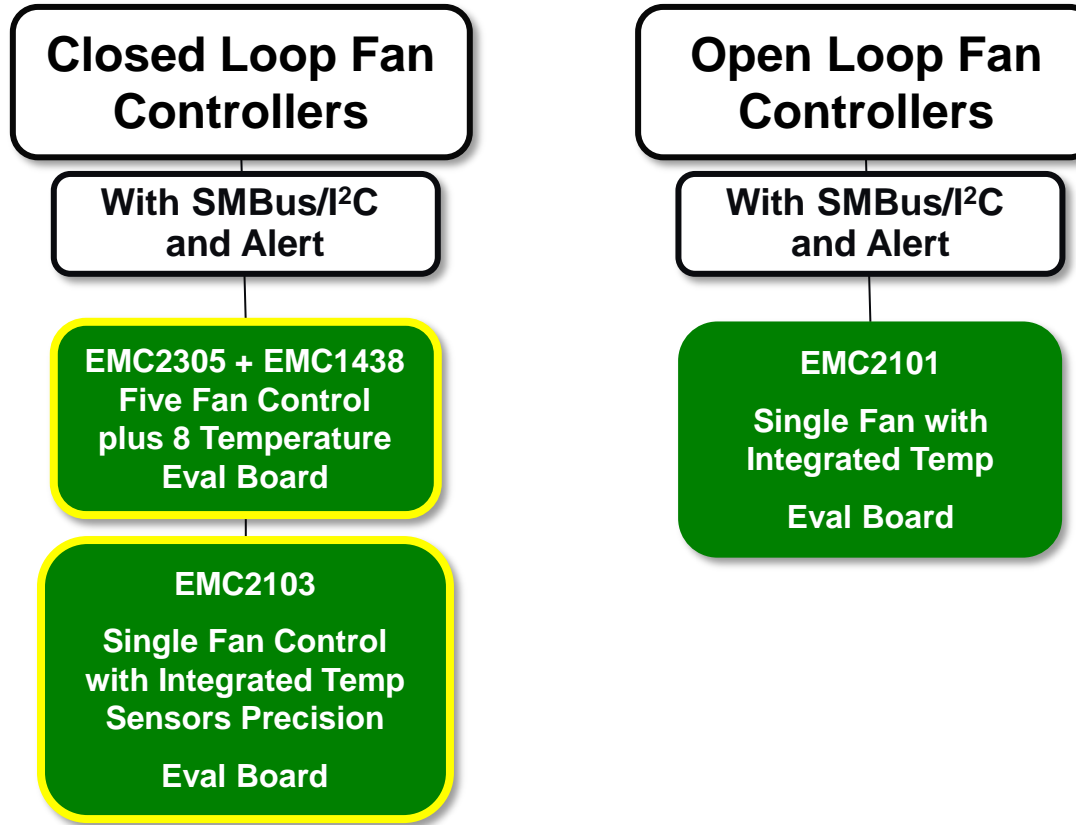 Closed Loop Fan
Controllers
With SMBus/I²C
and Alert
EMC2305 + EMC1438
Five Fan Control
plus 8 Temperature
Eval Board
EMC2103
Single Fan Control
with Integrated Temp
Sensors Precision
Eval Board
Open Loop Fan
Controllers
With SMBus/I²C
and Alert
EMC2101
Single Fan with
Integrated Temp
Eval Board